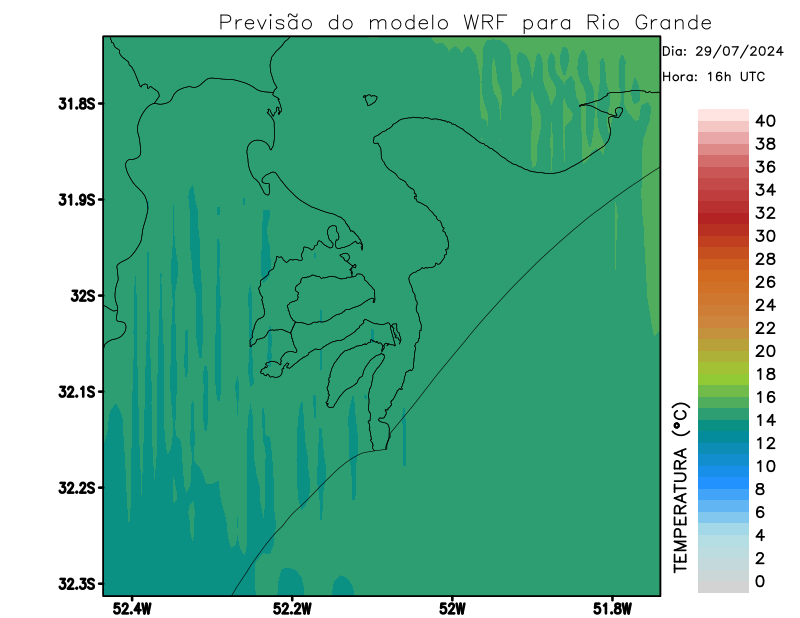 Previsão do modelo WRF para Rio Grande
Dia: 29/07/2024
Hora: 16h UTC
31.8S
31.9S
32S
32.1S
32.2S
32.3S
52.4W
52.2W
52W
51.8W
TEMPERATURA (ºC)
40
38
36
34
32
30
28
26
24
22
20
18
16
14
12
10
8
6
4
2
0